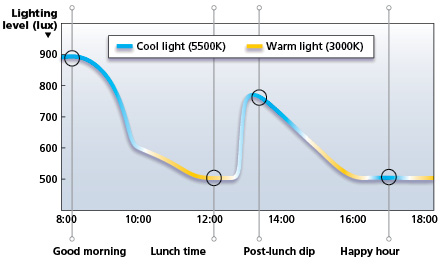 Lighting
level (lux)
▼
Cool light (5500K) Warm light (3000K)
900
800
700
600
500
8:00 10:00 12:00 14:00 16:00 18:00
Good morning Lunch time Post-lunch dip Happy hour